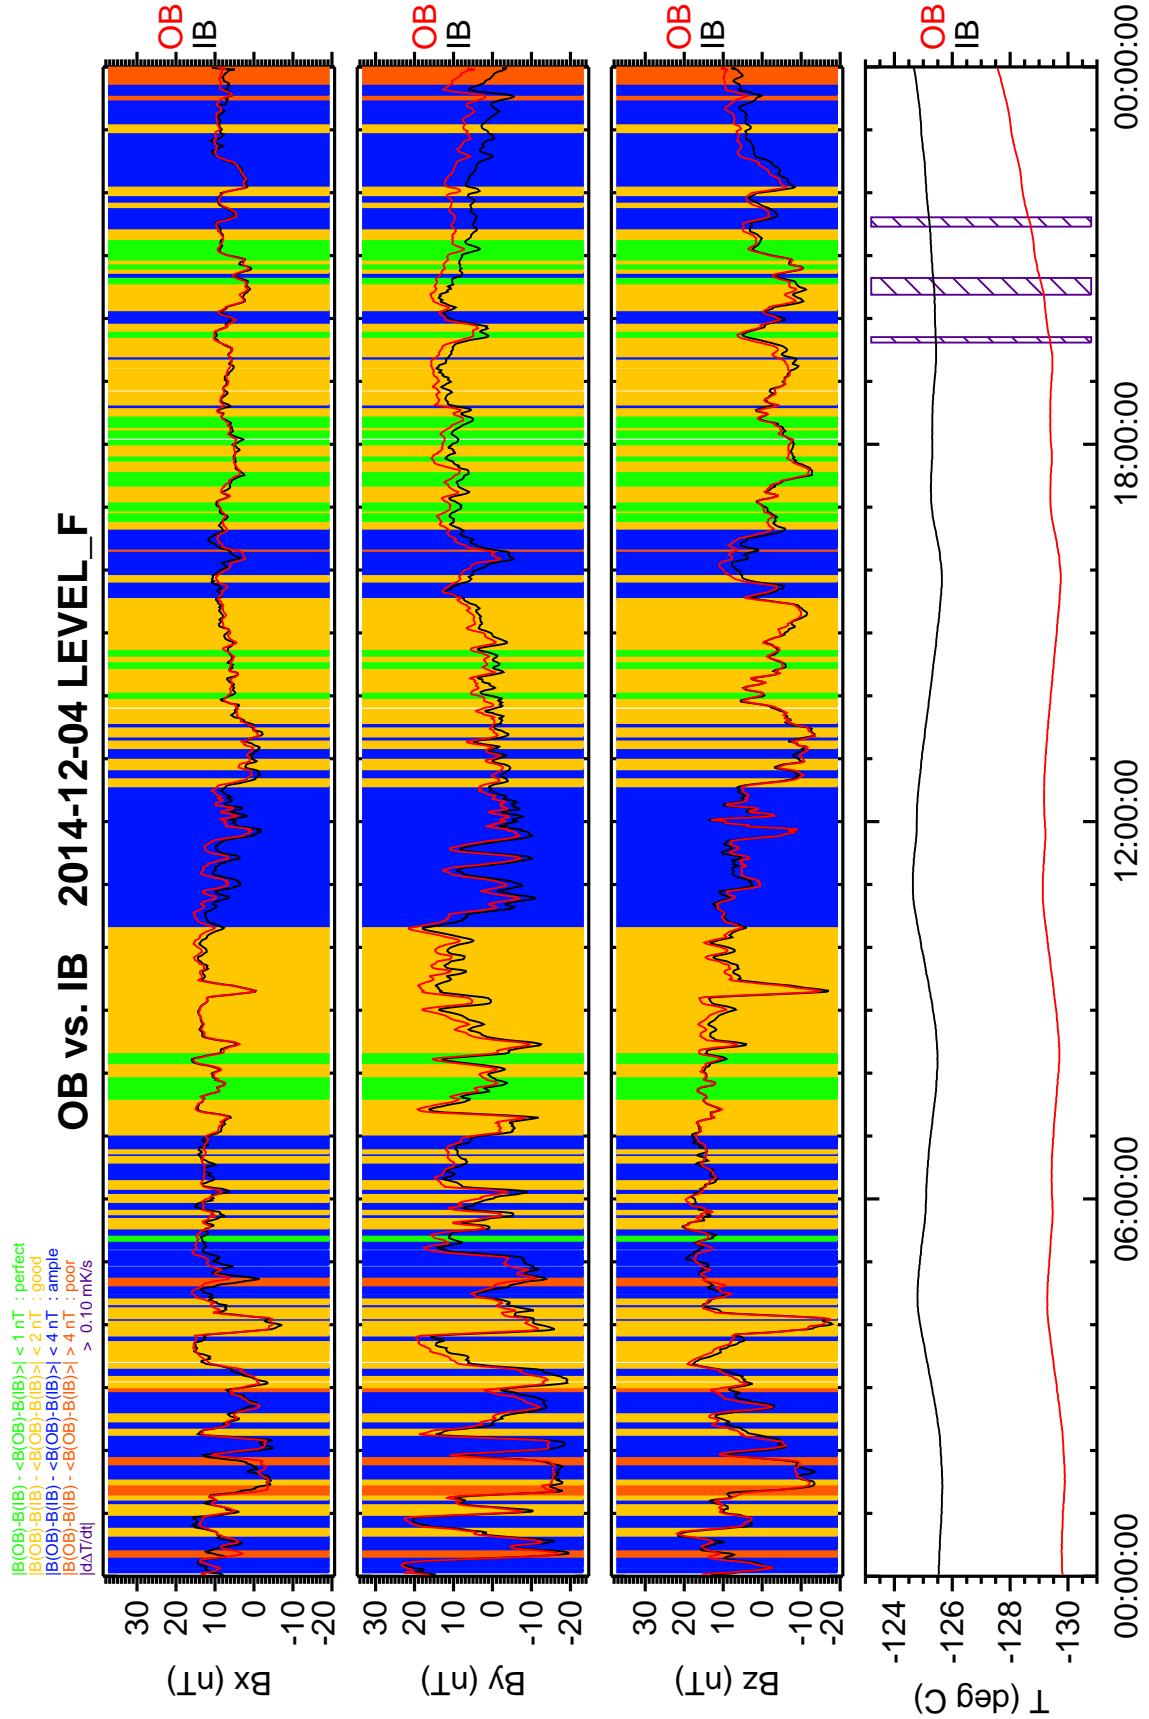 OB vs. IB 2014-12-04 LEVEL_F
|B(OB)-B(IB) - <B(OB)-B(IB)>| < 1 nT : perfect
|B(OB)-B(IB) - <B(OB)-B(IB)>| < 2 nT : good
|B(OB)-B(IB) - <B(OB)-B(IB)>| < 4 nT : ample
|B(OB)-B(IB) - <B(OB)-B(IB)>| > 4 nT : poor
|dΔT/dt| > 0.10 mK/s
Bx (nT)
30
20
10
0
-10
-20
OB
IB
By (nT)
30
20
10
0
-10
-20
OB
IB
Bz (nT)
30
20
10
0
-10
-20
OB
IB
T (deg C)
-124
-126
-128
-130
OB
IB
00:00:00 06:00:00 12:00:00 18:00:00 00:00:00